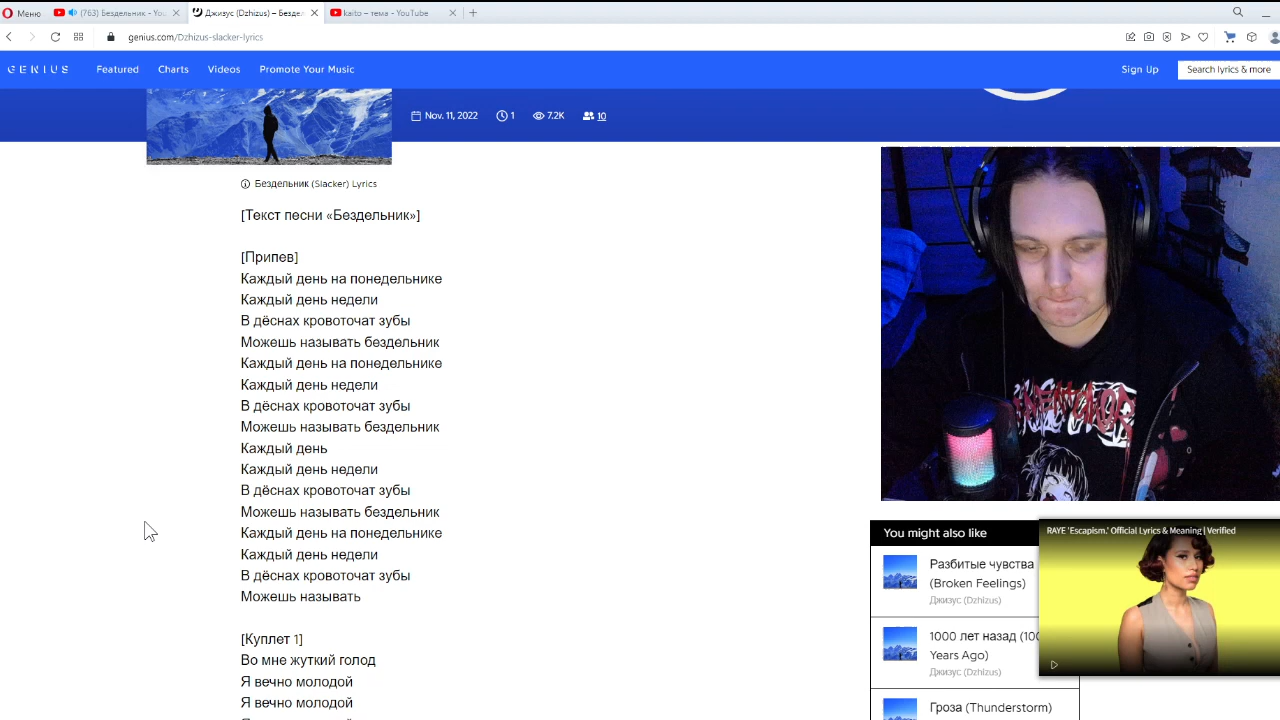 Меню
(763) Бездельник - You
Джизус (Dzhizus) – Бездел
kaito – тема - YouTube
genius.com/Dzhizus-slacker-lyrics
GENIUS
Featured
Charts
Videos
Promote Your Music
Sign Up
Search lyrics & more
Nov. 11, 2022
1
7.2K
10
Бездельник (Slacker) Lyrics
[Текст песни «Бездельник»]
[Припев]
Каждый день на понедельнике
Каждый день недели
В дёснах кровоточат зубы
Можешь называть бездельник
Каждый день на понедельнике
Каждый день недели
В дёснах кровоточат зубы
Можешь называть бездельник
Каждый день
Каждый день недели
В дёснах кровоточат зубы
Можешь называть бездельник
Каждый день на понедельнике
Каждый день недели
В дёснах кровоточат зубы
Можешь называть
[Куплет 1]
Во мне жуткий голод
Я вечно молодой
Я вечно молодой
You might also like
Разбитые чувства
(Broken Feelings)
Джизус (Dzhizus)
1000 лет назад (100
Years Ago)
Джизус (Dzhizus)
Гроза (Thunderstorm)
RAYE 'Escapism.' Official Lyrics & Meaning | Verified